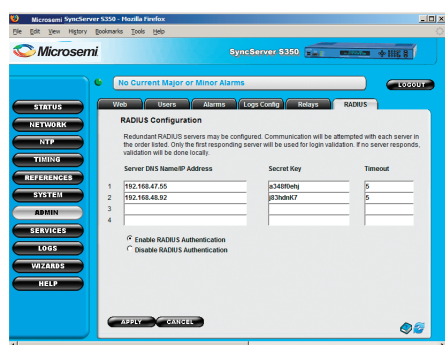 Microsemi SyncServer S350 - Mozilla Firefox
File Edit View History Bookmarks Tools Help
Microsemi
SyncServer S350
No Current Major or Minor Alarms
LOGOUT
Web Users Alarms Logs Config Relays RADIUS
STATUS
NETWORK
NTP
TIMING
REFERENCES
SYSTEM
ADMIN
SERVICES
LOGS
WIZARDS
HELP
RADIUS Configuration
Redundant RADIUS servers may be configured. Communication will be attempted with each server in
the order listed. Only the first responding server will be used for login validation. If no server responds,
validation will be done locally.
Server DNS Name/IP Address Secret Key Timeout
1 192.168.47.55 a348f0ehj 5
2 192.168.48.92 j83hdnK7 5
3
4
Enable RADIUS Authentication
Disable RADIUS Authentication
APPLY CANCEL